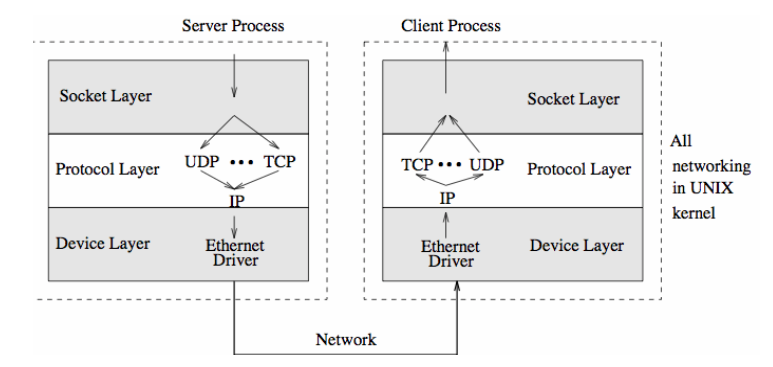 Server Process
Client Process
Socket Layer
Socket Layer
Protocol Layer
UDP ••• TCP
TCP ••• UDP
Protocol Layer
IP
IP
Device Layer
Ethernet
Driver
Ethernet
Driver
Device Layer
All
networking
in UNIX
kernel
Network